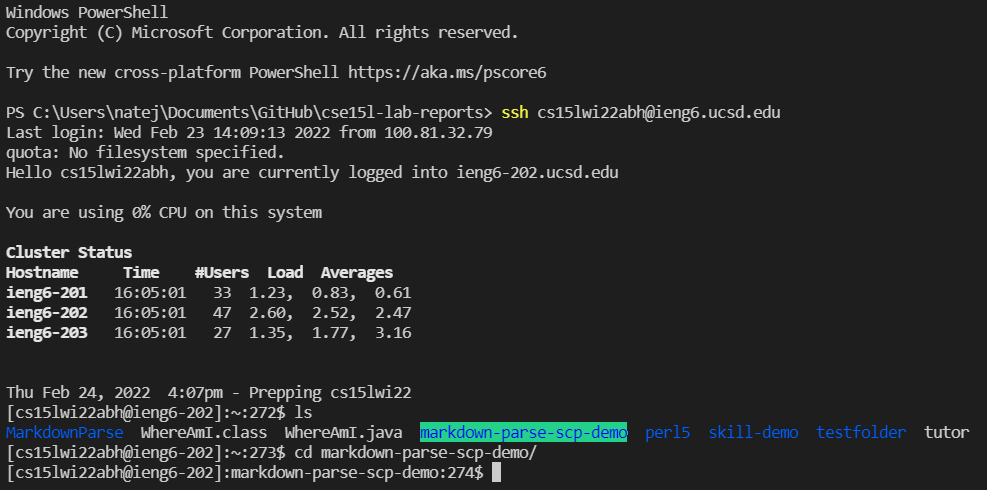 Windows PowerShell
Copyright (C) Microsoft Corporation. All rights reserved.
Try the new cross-platform PowerShell https://aka.ms/pscore6
PS C:\Users\natej\Documents\GitHub\cse15l-lab-reports> ssh cs15lwi22abh@ieng6.ucsd.edu
Last login: Wed Feb 23 14:09:13 2022 from 100.81.32.79
quota: No filesystem specified.
Hello cs15lwi22abh, you are currently logged into ieng6-202.ucsd.edu
You are using 0% CPU on this system
Cluster Status
Hostname     Time    #Users  Load  Averages
ieng6-201   16:05:01   33  1.23,  0.83,  0.61
ieng6-202   16:05:01   47  2.60,  2.52,  2.47
ieng6-203   16:05:01   27  1.35,  1.77,  3.16
Thu Feb 24, 2022  4:07pm - Prepping cs15lwi22
[cs15lwi22abh@ieng6-202]:~:272$ ls
MarkdownParse  WhereAmI.class  WhereAmI.java  markdown-parse-scp-demo  perl5  skill-demo  testfolder  tutor
[cs15lwi22abh@ieng6-202]:~:273$ cd markdown-parse-scp-demo/
[cs15lwi22abh@ieng6-202]:markdown-parse-scp-demo:274$